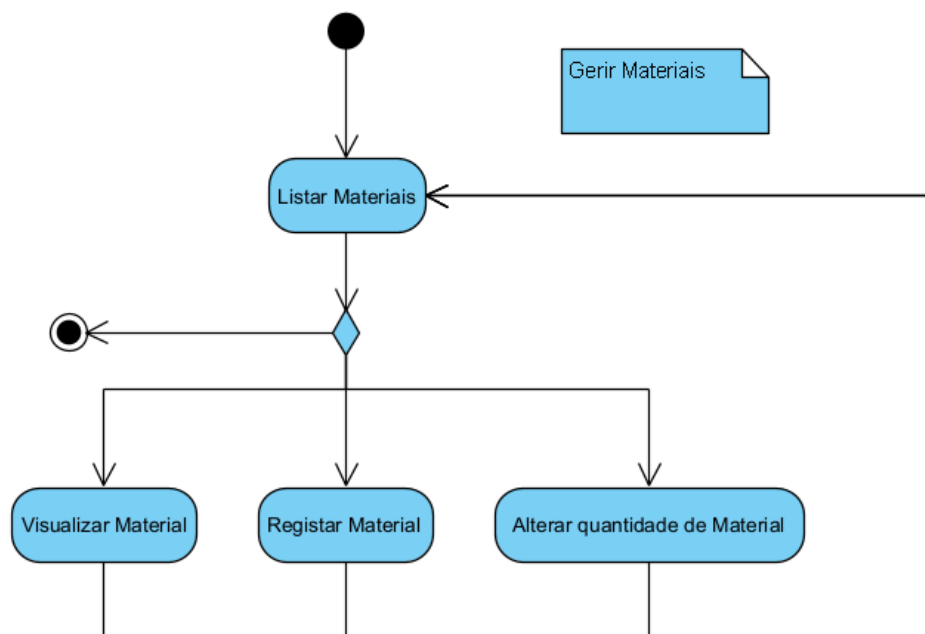 Gerir Materiais
Listar Materiais
Visualizar Material
Registar Material
Alterar quantidade de Material